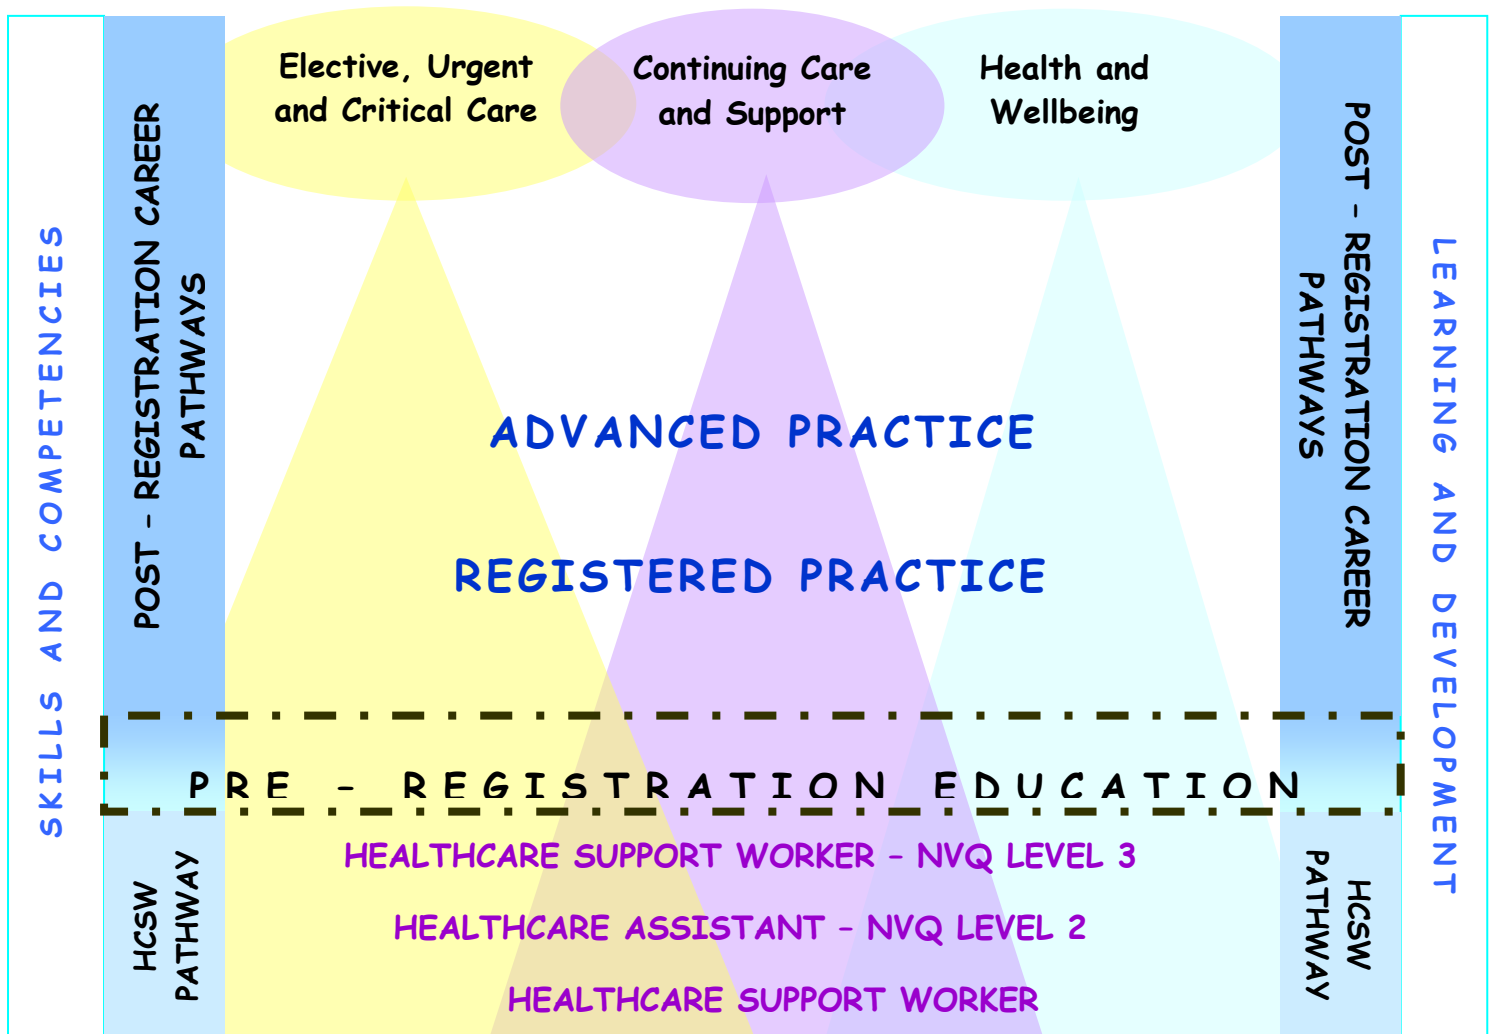 Elective, Urgent
and Critical Care
Continuing Care
and Support
Health and
Wellbeing
SKILLS AND COMPETENCIES
POST – REGISTRATION CAREER
PATHWAYS
ADVANCED PRACTICE
REGISTERED PRACTICE
POST – REGISTRATION CAREER
PATHWAYS
LEARNING AND DEVELOPMENT
PRE – REGISTRATION EDUCATION
HCSW
PATHWAY
HEALTHCARE SUPPORT WORKER – NVQ LEVEL 3
HEALTHCARE ASSISTANT – NVQ LEVEL 2
HEALTHCARE SUPPORT WORKER
HCSW
PATHWAY